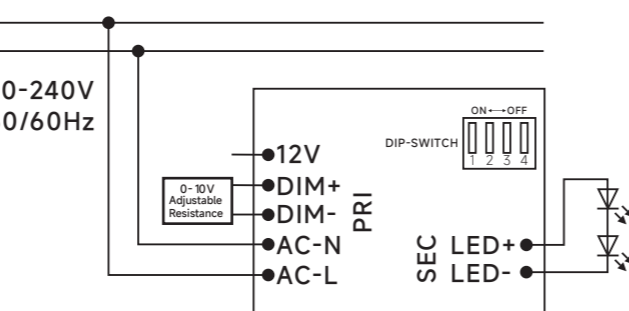 0-240V
0/60Hz
ON←→OFF
DIP-SWITCH
1 2 3 4
12V
0-10V
Adjustable
Resistance
DIM+
DIM-
PRI
AC-N
AC-L
SEC
LED+
LED-